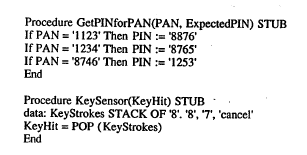 Procedure GetPINforPAN(PAN, ExpectedPIN) STUB
If PAN = '1123' Then PIN := '8876'
If PAN = '1234' Then PIN := '8765'
If PAN = '8746' Then PIN := '1253'
End
Procedure KeySensor(KeyHit) STUB
data: KeyStrokes STACK OF '8'. '8', '7', 'cancel'
KeyHit = POP (KeyStrokes)
End